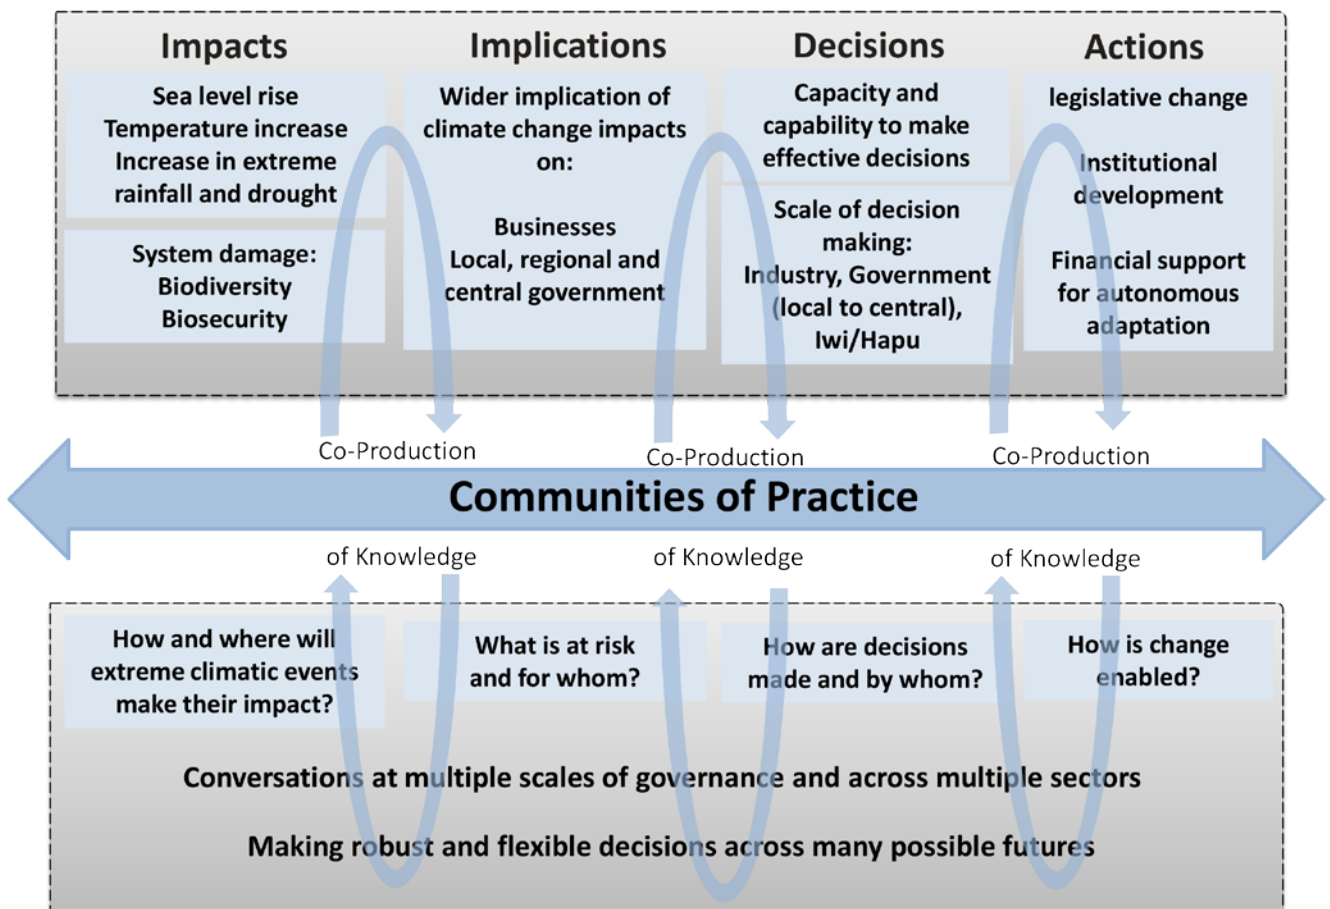 Impacts
Sea level rise
Temperature increase
Increase in extreme
rainfall and drought
System damage:
Biodiversity
Biosecurity
Implications
Wider implication of
climate change impacts
on:
Businesses
Local, regional and
central government
Decisions
Capacity and
capability to make
effective decisions
Scale of decision
making:
Industry, Government
(local to central),
Iwi/Hapu
Actions
legislative change
Institutional
development
Financial support
for autonomous
adaptation
Co-Production
Co-Production
Co-Production
Communities of Practice
of Knowledge
of Knowledge
of Knowledge
How and where will
extreme climatic events
make their impact?
What is at risk
and for whom?
How are decisions
made and by whom?
How is change
enabled?
Conversations at multiple scales of governance and across multiple sectors
Making robust and flexible decisions across many possible futures